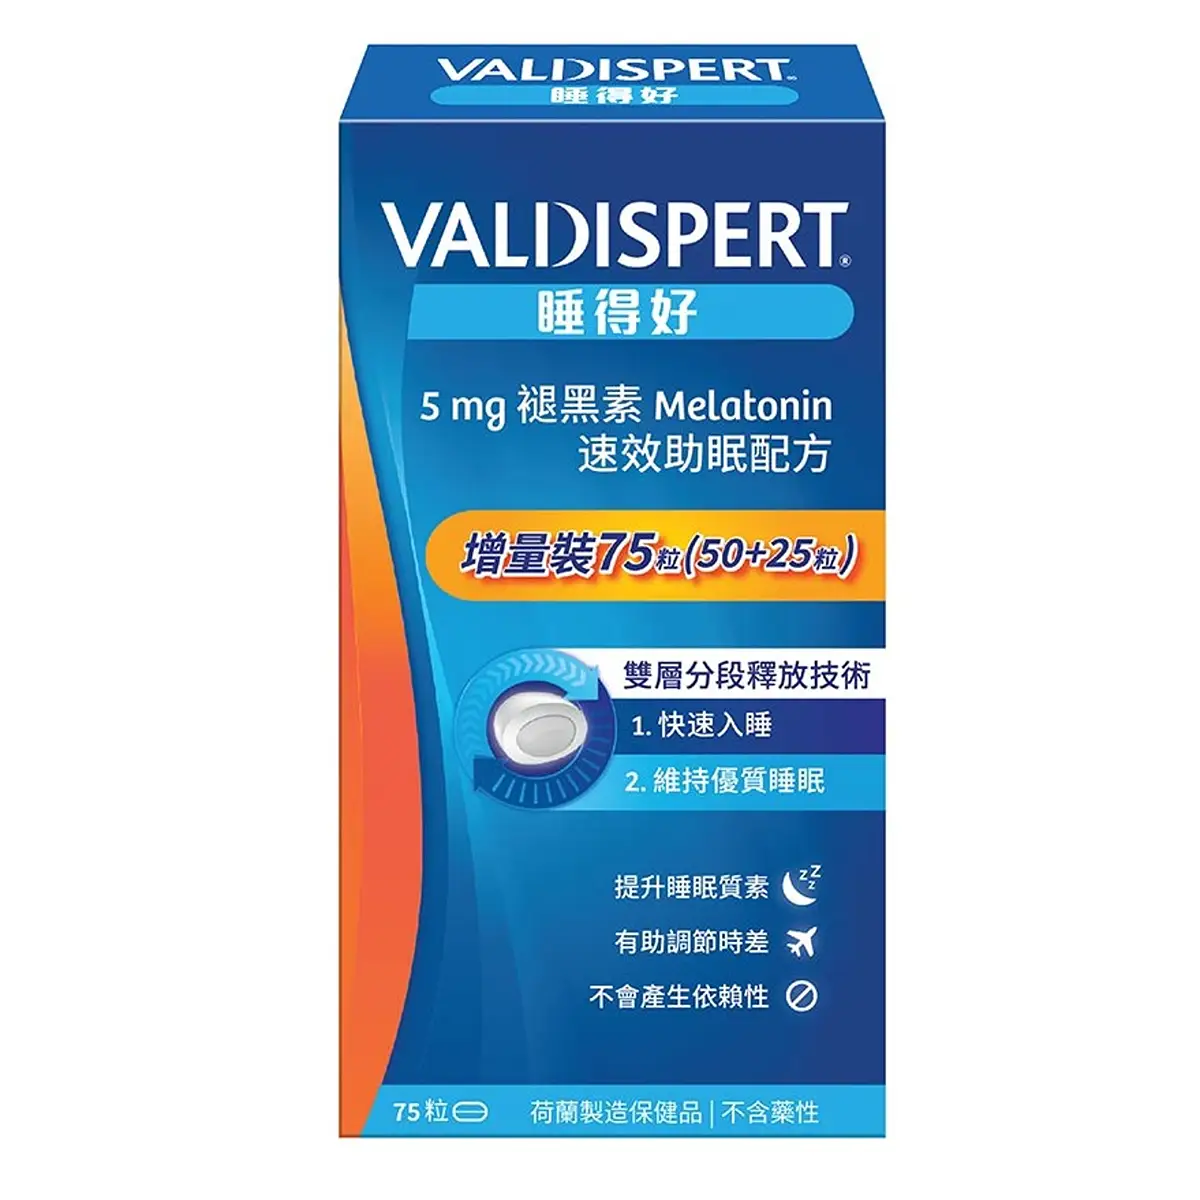 VALDISPERT®
睡得好
VALDISPERT®
睡得好
5 mg 褪黑素 Melatonin
速效助眠配方
增量裝75粒(50+25粒)
雙層分段釋放技術
1. 快速入睡
2. 維持優質睡眠
提升睡眠質素
zzZ
有助調節時差
不會產生依賴性
75粒
荷蘭製造保健品 | 不含藥性